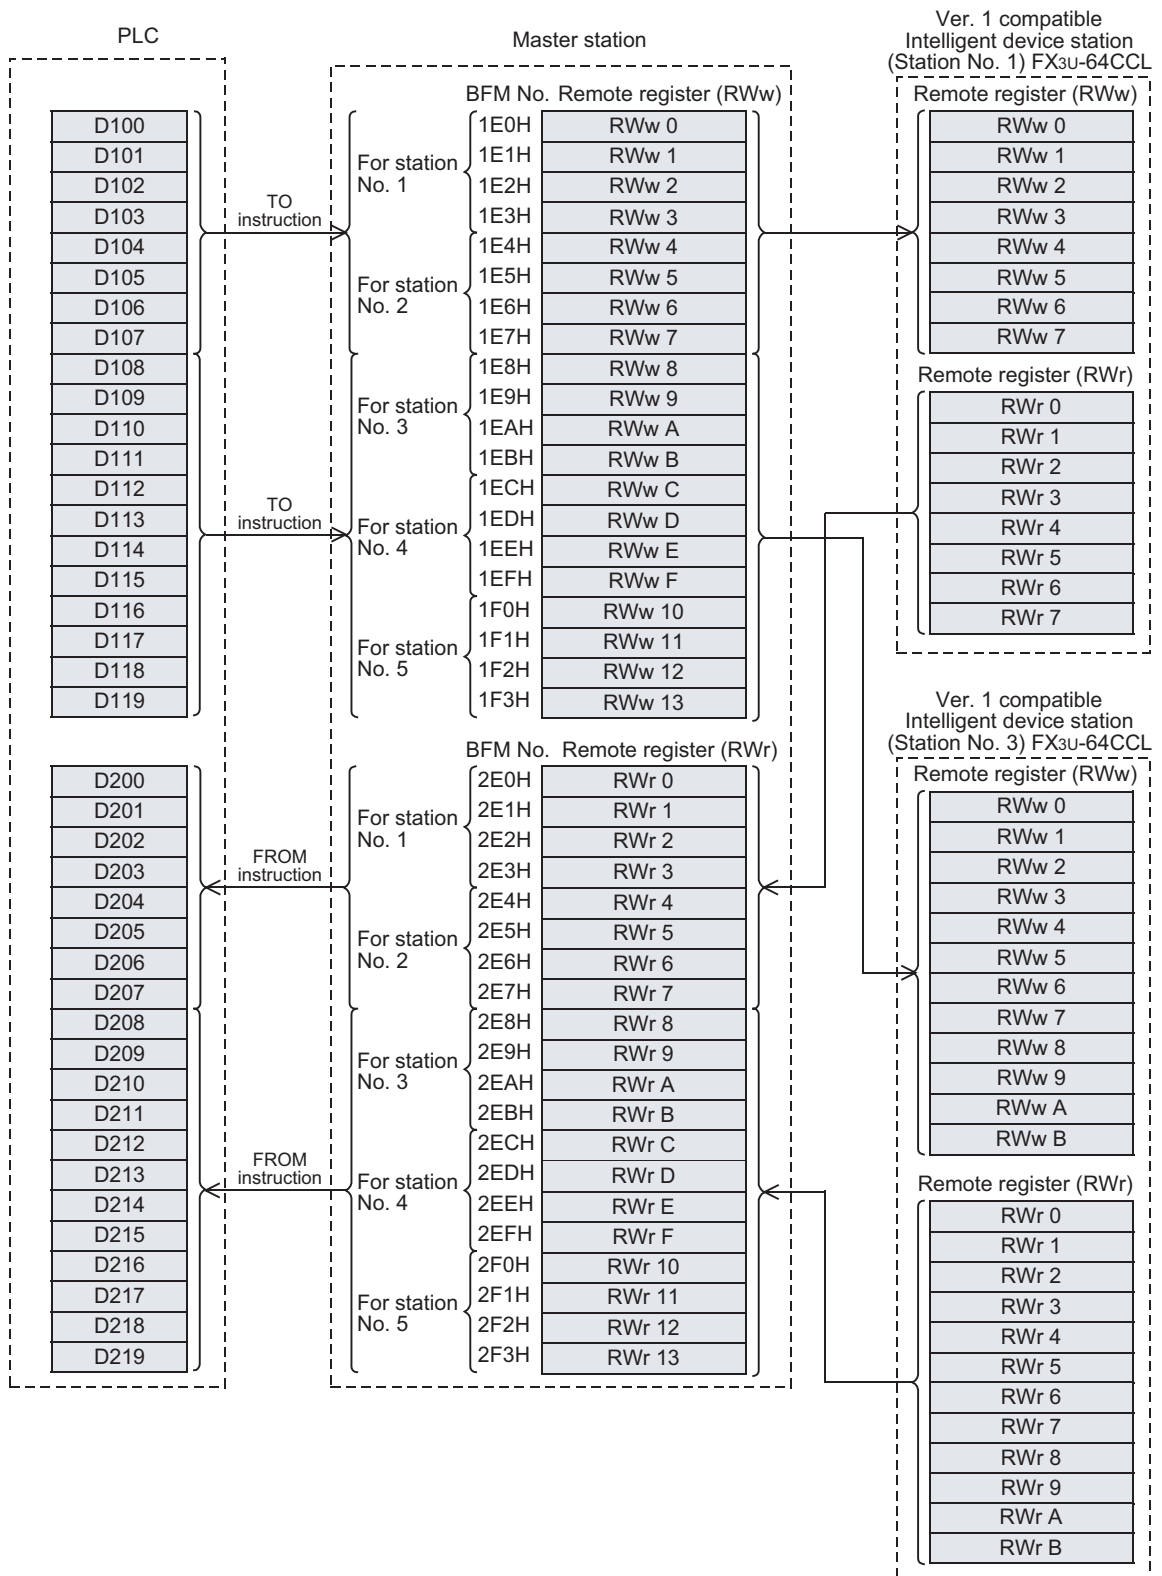 PLC
Master station
Ver. 1 compatible
Intelligent device station
(Station No. 1) FX3U-64CCL
BFM No. Remote register (RWw)
Remote register (RWw)
D100
D101
D102
D103
D104
D105
D106
D107
D108
D109
D110
D111
D112
D113
D114
D115
D116
D117
D118
D119
TO
instruction
TO
instruction
For station
No. 1
For station
No. 2
For station
No. 3
For station
No. 4
For station
No. 5
1E0H RWw 0
1E1H RWw 1
1E2H RWw 2
1E3H RWw 3
1E4H RWw 4
1E5H RWw 5
1E6H RWw 6
1E7H RWw 7
1E8H RWw 8
1E9H RWw 9
1EAH RWw A
1EBH RWw B
1ECH RWw C
1EDH RWw D
1EEH RWw E
1EFH RWw F
1F0H RWw 10
1F1H RWw 11
1F2H RWw 12
1F3H RWw 13
RWw 0
RWw 1
RWw 2
RWw 3
RWw 4
RWw 5
RWw 6
RWw 7
Remote register (RWr)
RWr 0
RWr 1
RWr 2
RWr 3
RWr 4
RWr 5
RWr 6
RWr 7
D200
D201
D202
D203
D204
D205
D206
D207
D208
D209
D210
D211
D212
D213
D214
D215
D216
D217
D218
D219
FROM
instruction
FROM
instruction
BFM No. Remote register (RWr)
For station
No. 1
For station
No. 2
For station
No. 3
For station
No. 4
For station
No. 5
2E0H RWr 0
2E1H RWr 1
2E2H RWr 2
2E3H RWr 3
2E4H RWr 4
2E5H RWr 5
2E6H RWr 6
2E7H RWr 7
2E8H RWr 8
2E9H RWr 9
2EAH RWr A
2EBH RWr B
2ECH RWr C
2EDH RWr D
2EEH RWr E
2EFH RWr F
2F0H RWr 10
2F1H RWr 11
2F2H RWr 12
2F3H RWr 13
Ver. 1 compatible
Intelligent device station
(Station No. 3) FX3U-64CCL
Remote register (RWw)
RWw 0
RWw 1
RWw 2
RWw 3
RWw 4
RWw 5
RWw 6
RWw 7
RWw 8
RWw 9
RWw A
RWw B
Remote register (RWr)
RWr 0
RWr 1
RWr 2
RWr 3
RWr 4
RWr 5
RWr 6
RWr 7
RWr 8
RWr 9
RWr A
RWr B